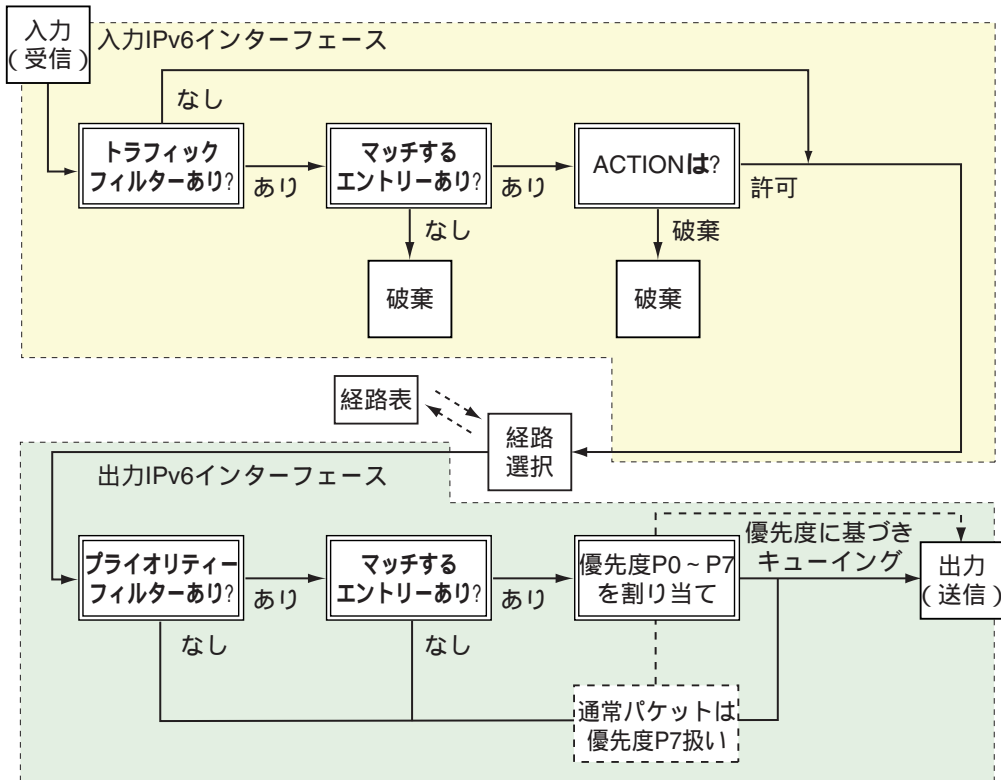 入力
(受信)
入力IPv6インターフェース
なし
トラフィック
フィルターあり?
あり
マッチする
エントリーあり?
あり
ACTIONは?
許可
なし
破棄
破棄
破棄
経路表
経路
選択
出力IPv6インターフェース
プライオリティー
フィルターあり?
あり
マッチする
エントリーあり?
あり
優先度P0~P7
を割り当て
優先度に基づき
キューイング
出力
(送信)
なし
なし
通常パケットは
優先度P7扱い